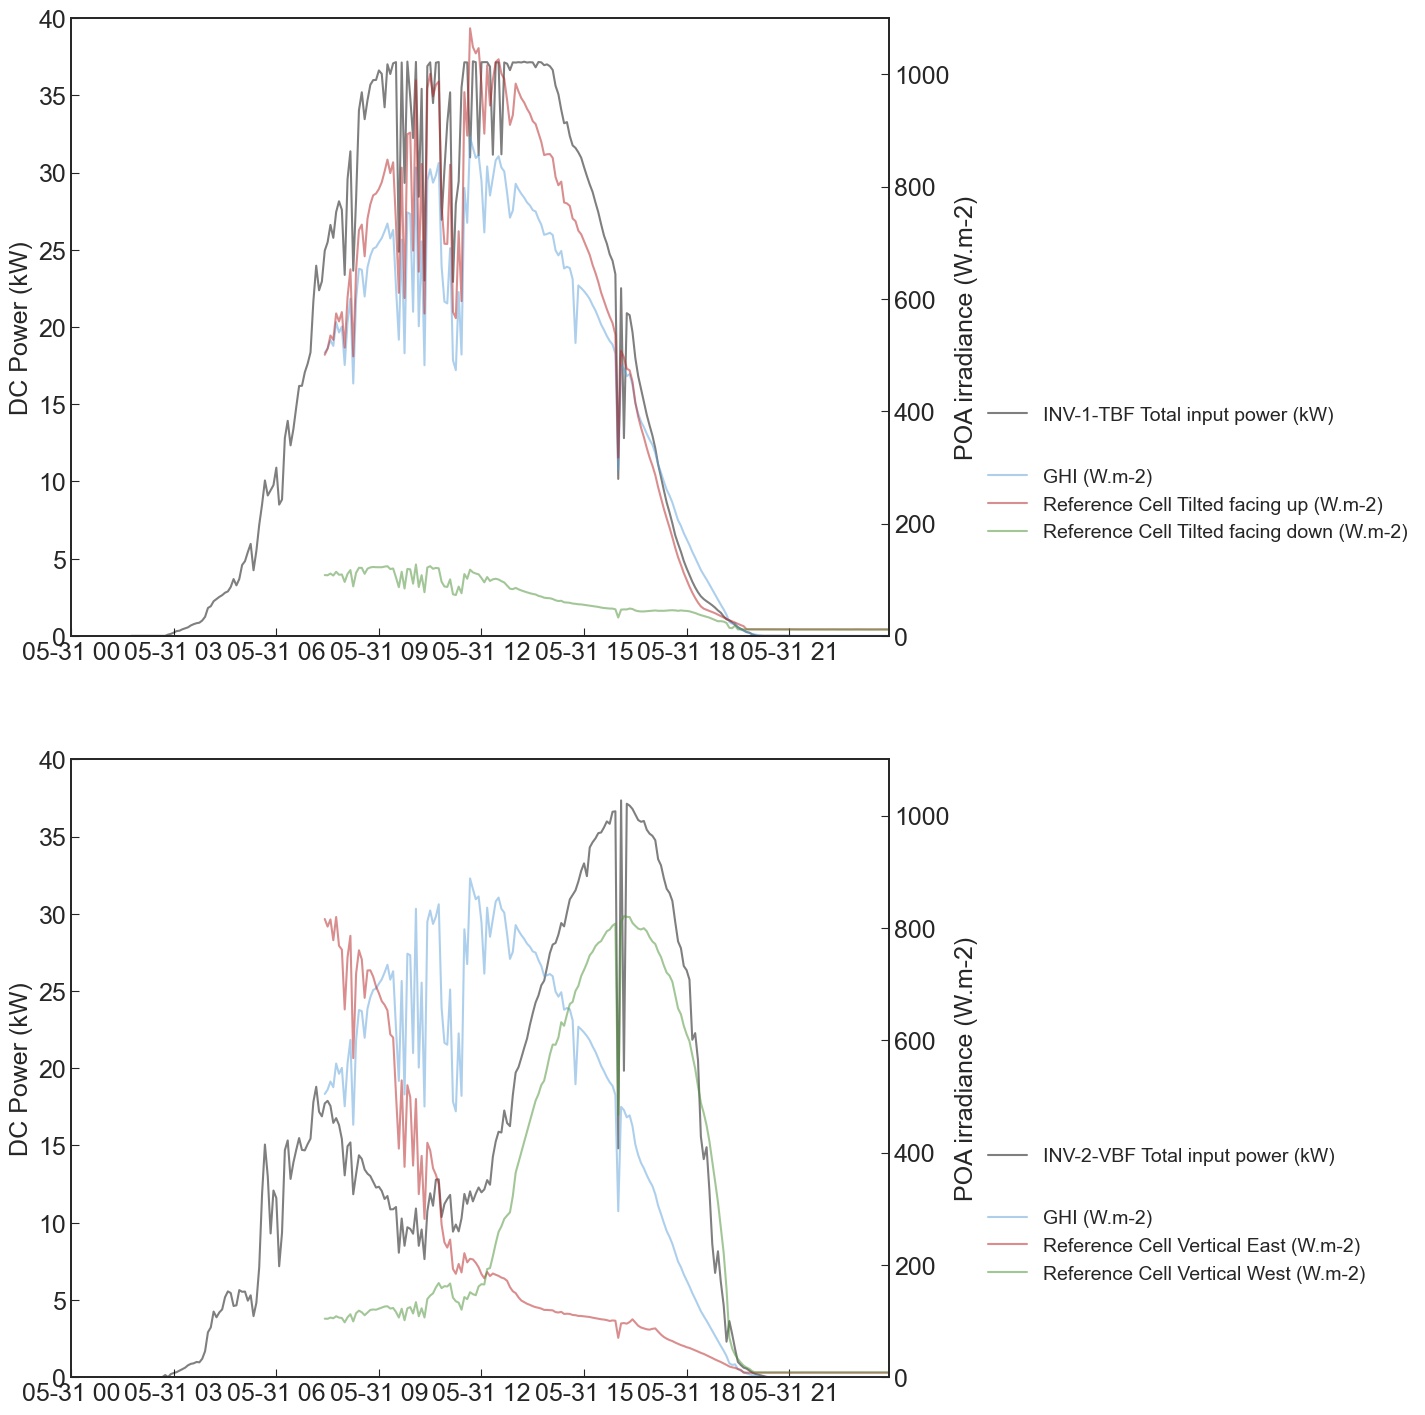 40
35
30
25
20
15
10
5
0
DC Power (kW)
1000
800
600
400
200
0
POA irradiance (W.m-2)
05-31 00 05-31 03 05-31 06 05-31 09 05-31 12 05-31 15 05-31 18 05-31 21
INV-1-TBF Total input power (kW)
GHI (W.m-2)
Reference Cell Tilted facing up (W.m-2)
Reference Cell Tilted facing down (W.m-2)
40
35
30
25
20
15
10
5
0
DC Power (kW)
1000
800
600
400
200
0
POA irradiance (W.m-2)
05-31 00 05-31 03 05-31 06 05-31 09 05-31 12 05-31 15 05-31 18 05-31 21
INV-2-VBF Total input power (kW)
GHI (W.m-2)
Reference Cell Vertical East (W.m-2)
Reference Cell Vertical West (W.m-2)